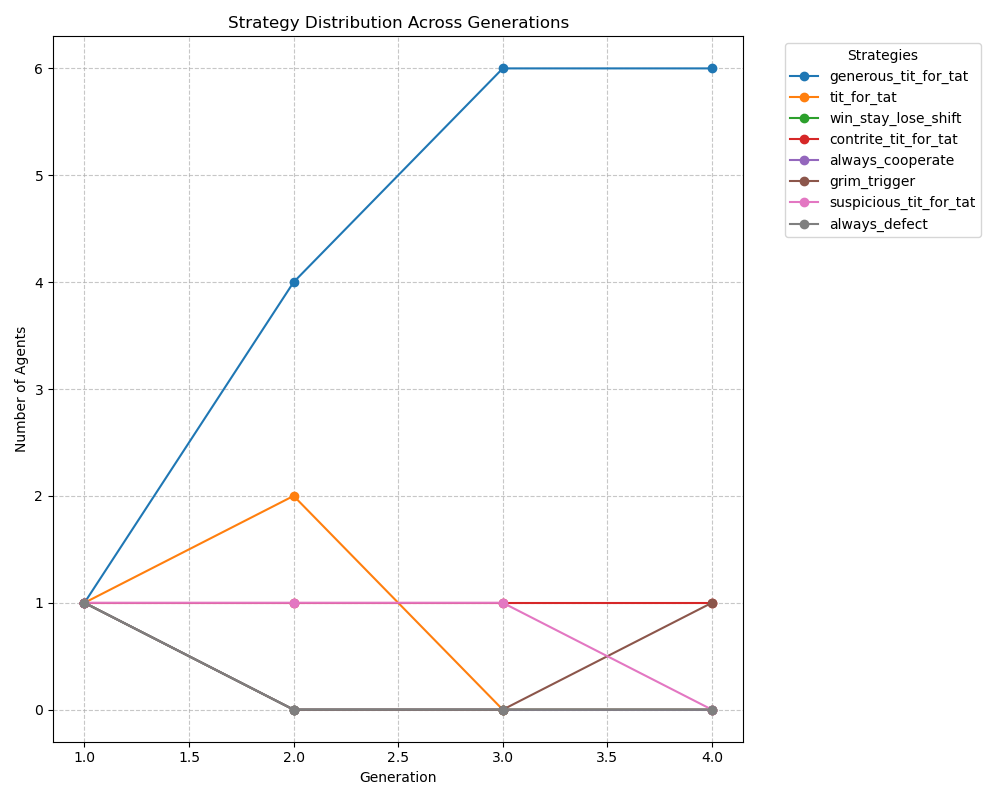 Strategy Distribution Across Generations
Strategies
generous_tit_for_tat
tit_for_tat
win_stay_lose_shift
contrite_tit_for_tat
always_cooperate
grim_trigger
suspicious_tit_for_tat
always_defect
Number of Agents
6
5
4
3
2
1
0
1.0 1.5 2.0 2.5 3.0 3.5 4.0
Generation